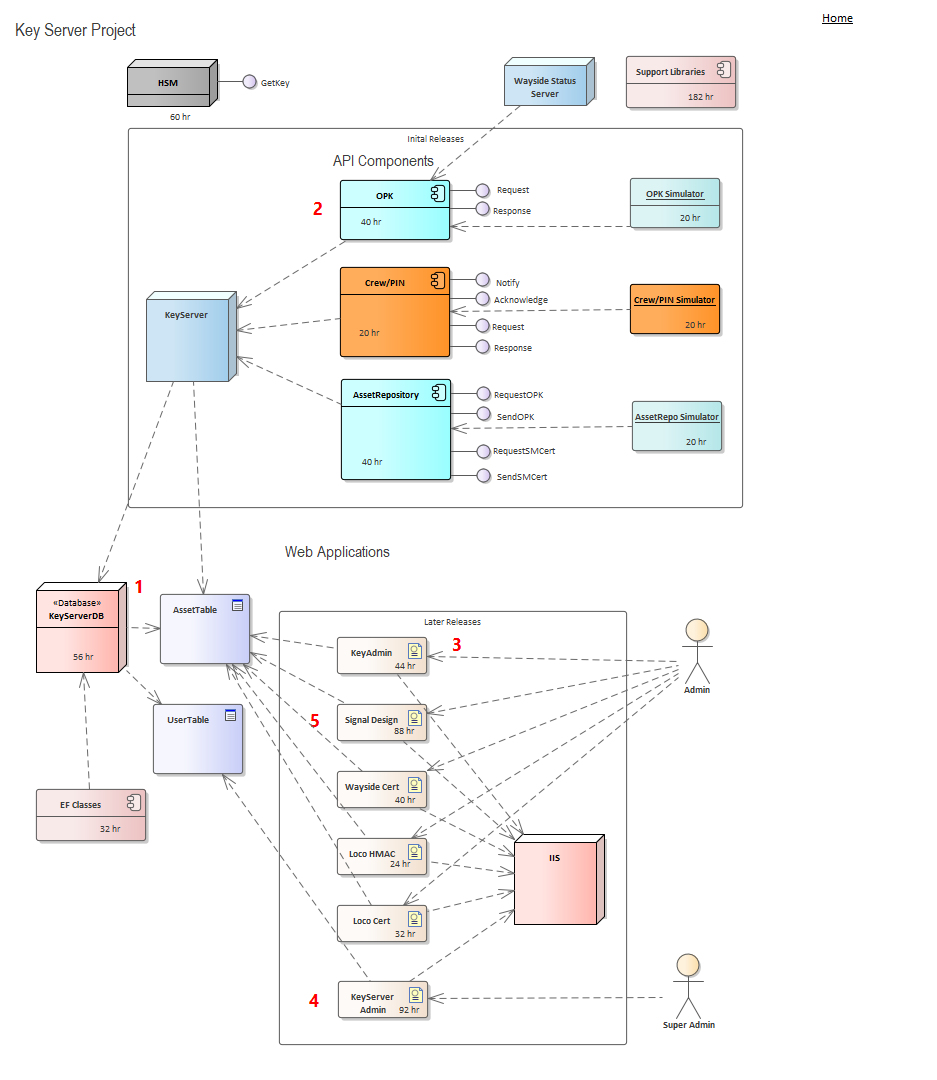 Home
Key Server Project
HSM
60 hr
GetKey
Wayside Status
Server
Support Libraries
182 hr
Inital Releases
API Components
2
OPK
40 hr
Request
Response
OPK Simulator
20 hr
Crew/PIN
20 hr
Notify
Acknowledge
Request
Response
Crew/PIN Simulator
20 hr
KeyServer
AssetRepository
40 hr
RequestOPK
SendOPK
RequestSMCert
SendSMCert
AssetRepo Simulator
20 hr
Web Applications
1
«Database»
KeyServerDB
56 hr
AssetTable
UserTable
EF Classes
32 hr
Later Releases
KeyAdmin
44 hr
3
5
Signal Design
88 hr
Wayside Cert
40 hr
Loco HMAC
24 hr
Loco Cert
32 hr
4
KeyServer
Admin
92 hr
IIS
Admin
Super Admin